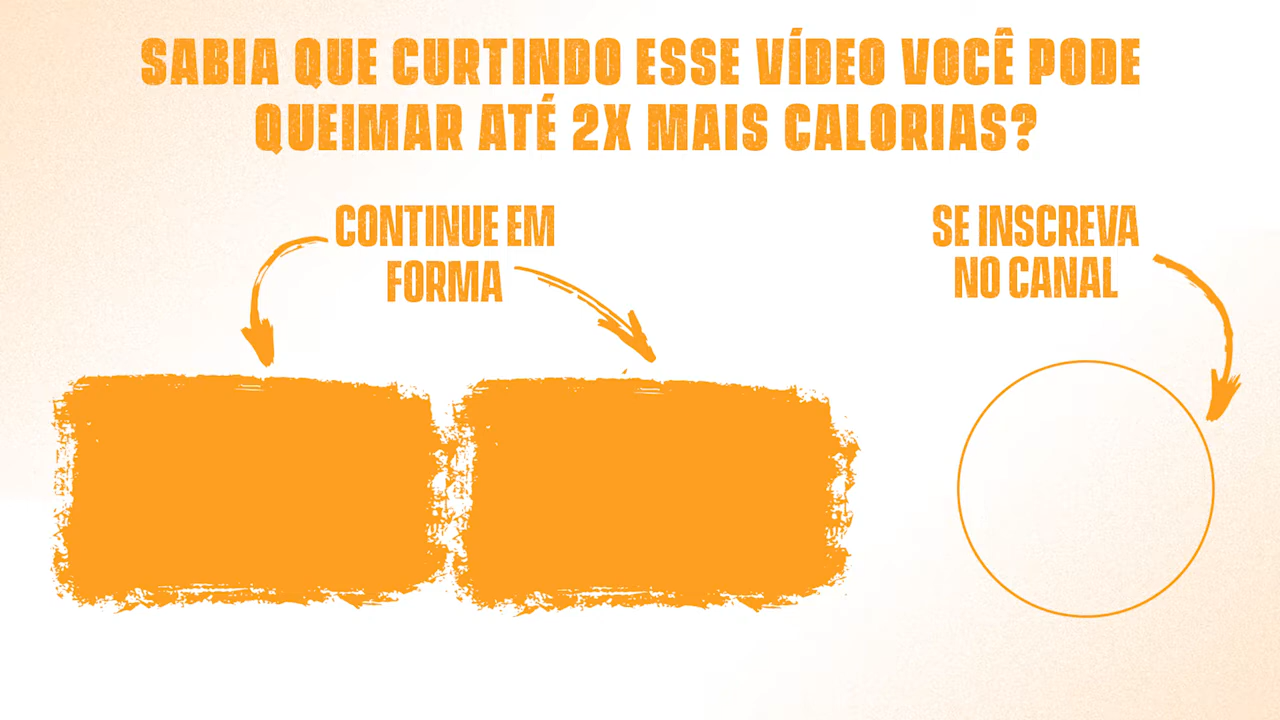 SABIA QUE CURTINDO ESSE VÍDEO VOCÊ PODE
QUEIMAR ATÉ 2X MAIS CALORIAS?
CONTINUE EM
FORMA
SE INSCREVA
NO CANAL